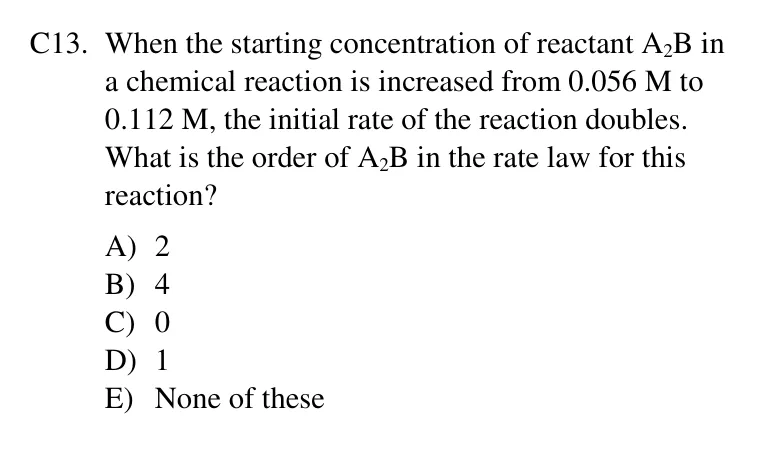 C13. When the starting concentration of reactant A₂B in
a chemical reaction is increased from 0.056 M to
0.112 M, the initial rate of the reaction doubles.
What is the order of A₂B in the rate law for this
reaction?
A) 2
B) 4
C) 0
D) 1
E) None of these